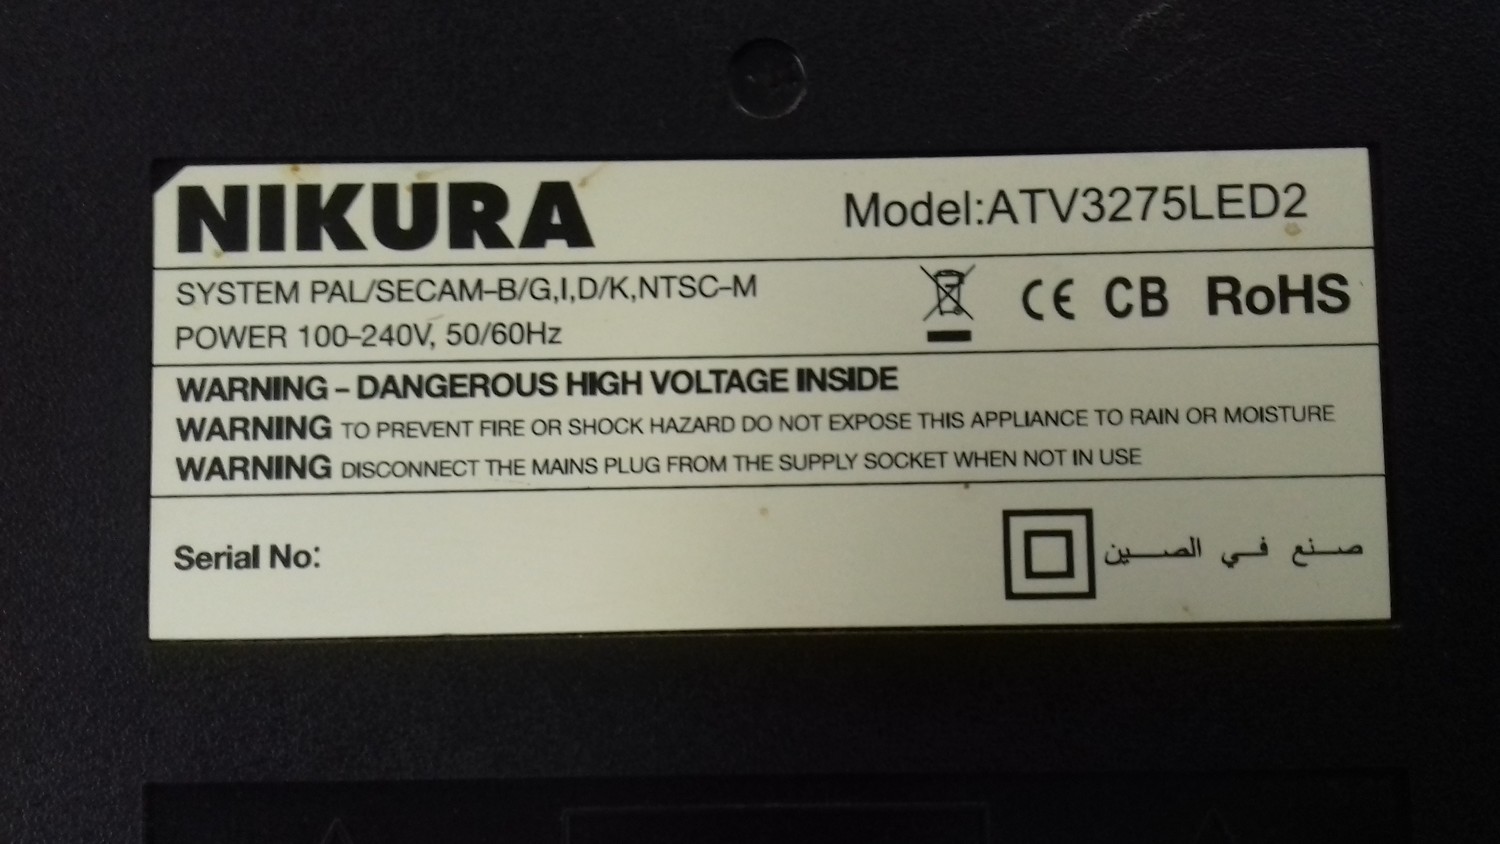 NIKURA
Model:ATV3275LED2
SYSTEM PAL/SECAM-B/G,I,D/K,NTSC-M
POWER 100-240V, 50/60Hz
CE CB RoHS
WARNING - DANGEROUS HIGH VOLTAGE INSIDE
WARNING TO PREVENT FIRE OR SHOCK HAZARD DO NOT EXPOSE THIS APPLIANCE TO RAIN OR MOISTURE
WARNING DISCONNECT THE MAINS PLUG FROM THE SUPPLY SOCKET WHEN NOT IN USE
Serial No:
صنع في الصين